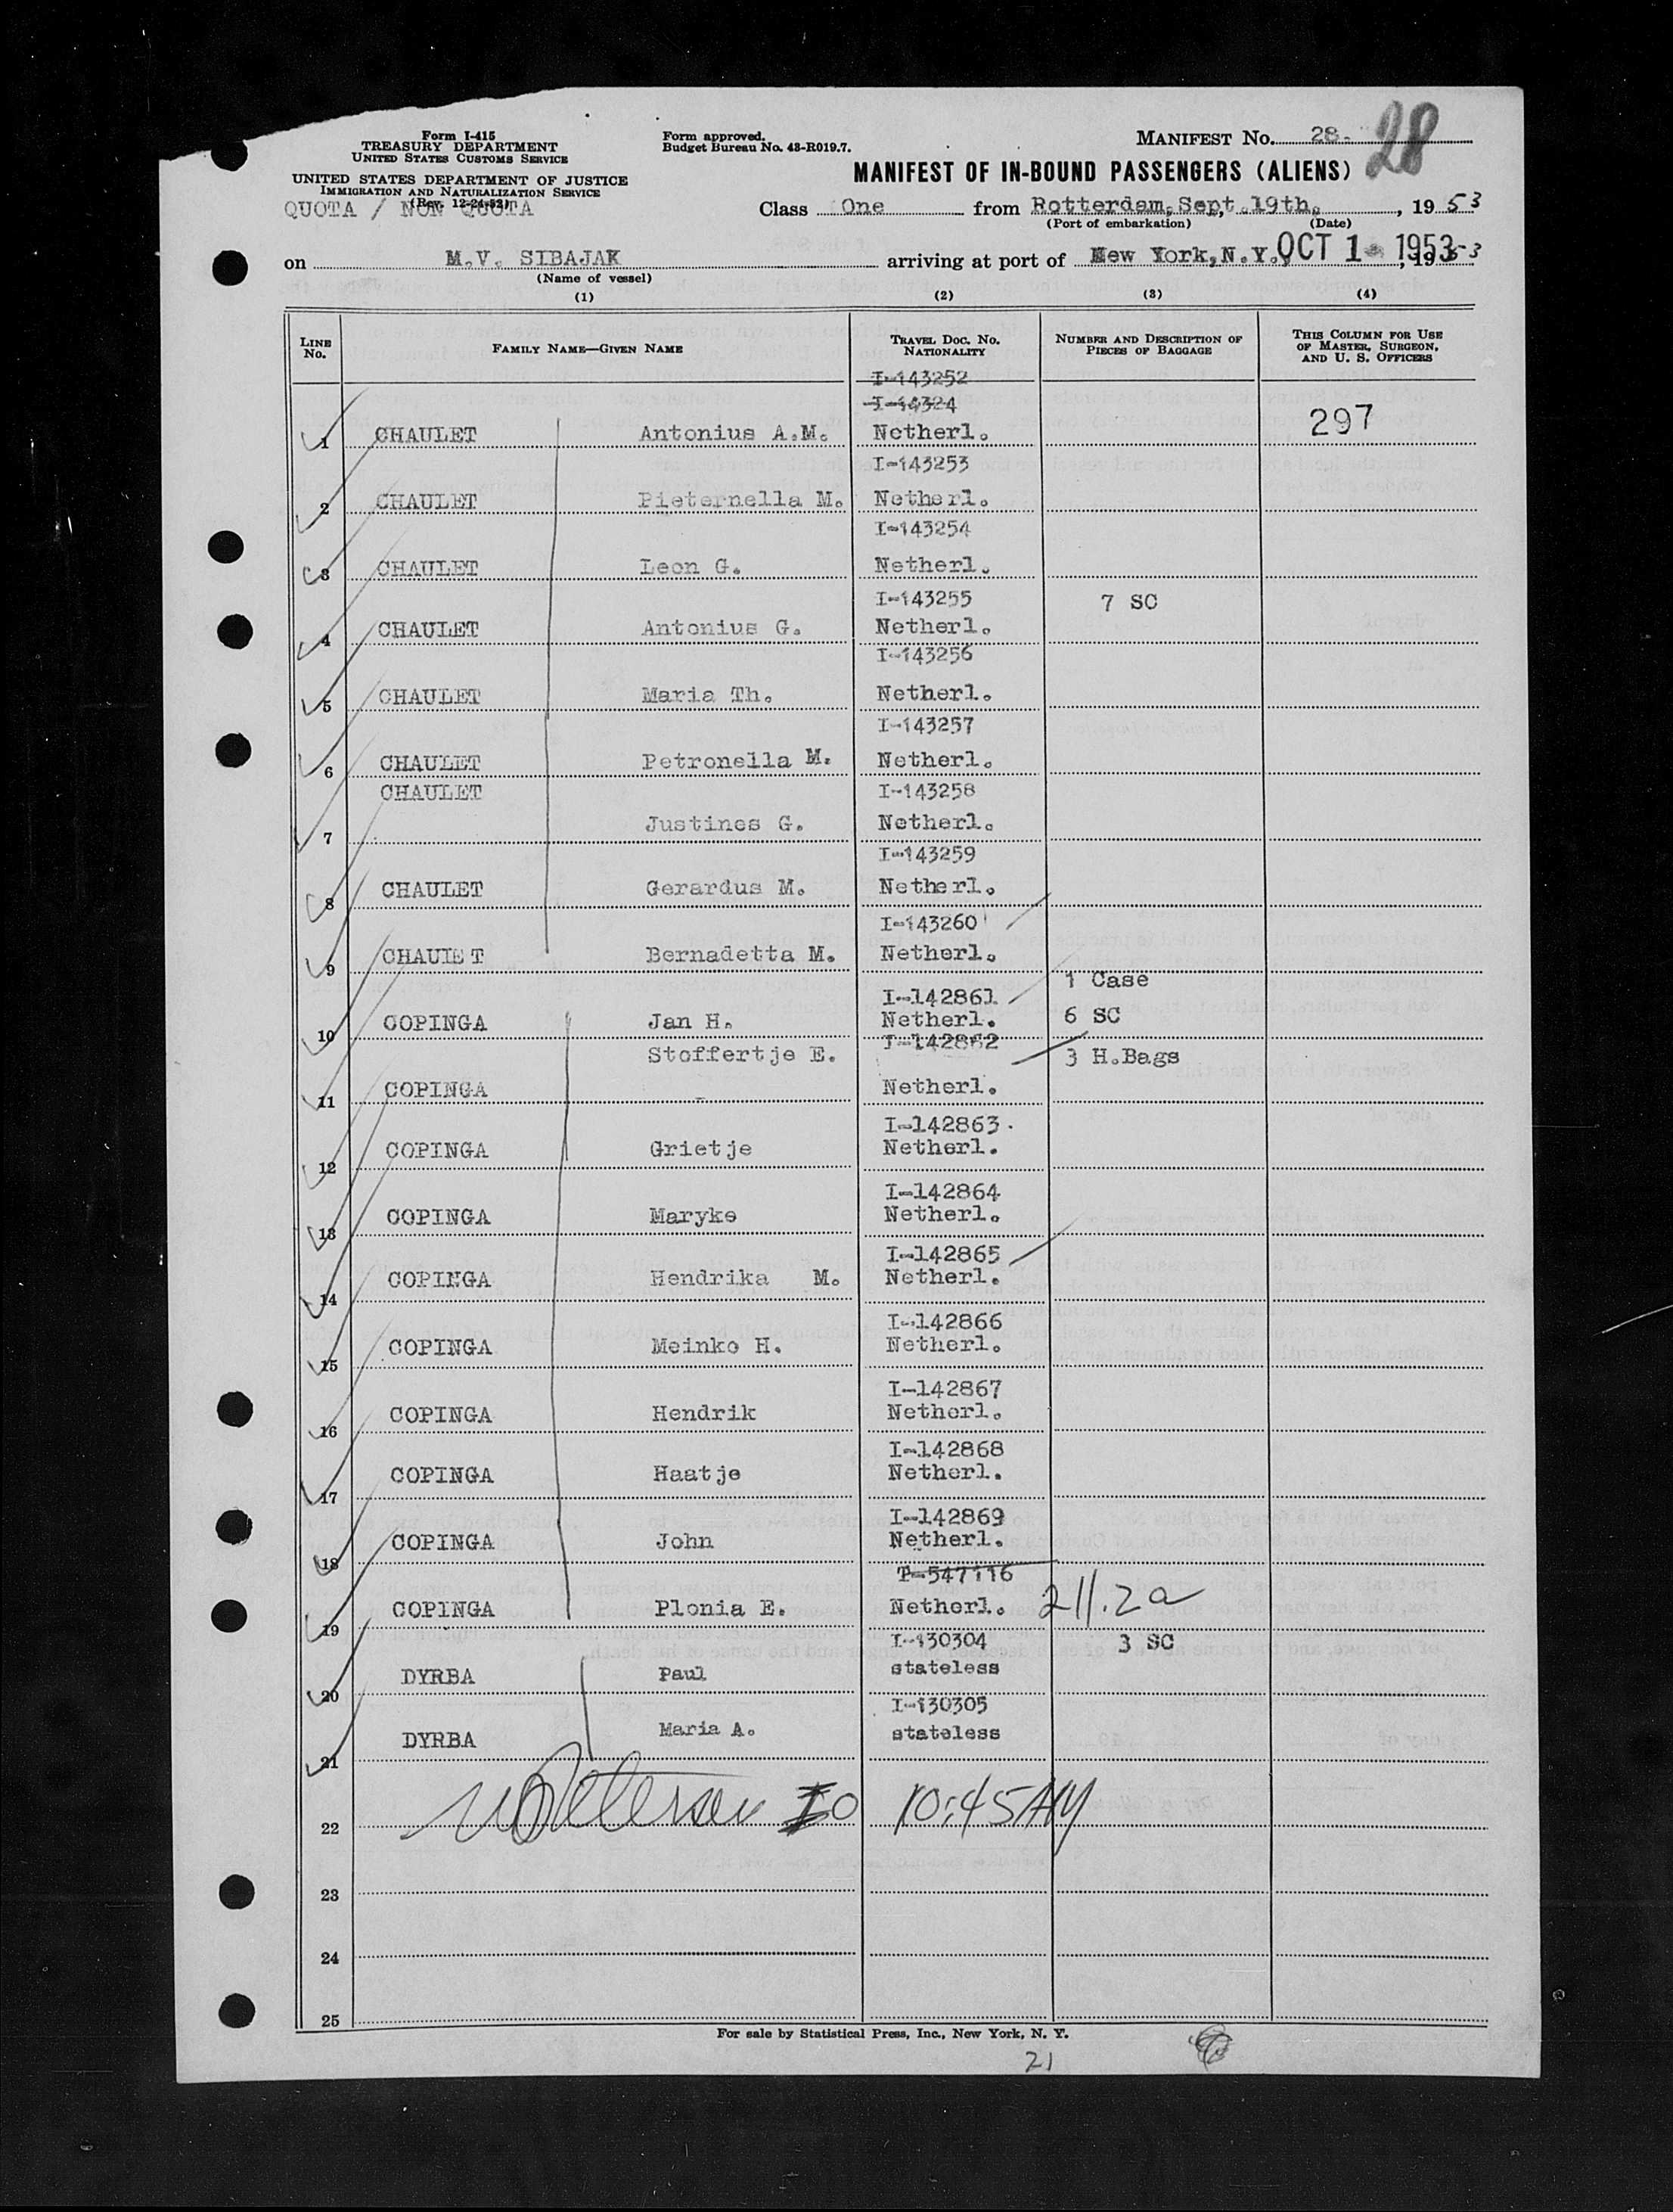 Form I-415
TREASURY DEPARTMENT
UNITED STATES CUSTOMS SERVICE
UNITED STATES DEPARTMENT OF JUSTICE
IMMIGRATION AND NATURALIZATION SERVICE
(Rev. 12-24-52)
QUOTA / NON QUOTA
Form approved.
Budget Bureau No. 43-R019.7.
MANIFEST No. 28- 28
MANIFEST OF IN-BOUND PASSENGERS (ALIENS)
Class One from Rotterdam, Sept. 19th, , 19 53
(Port of embarkation) (Date)
on M.V. SIBAJAK arriving at port of New York, N.Y. OCT 1 1953 , 19 53
(Name of vessel)
(1) (2) (3) (4)
LINE No. FAMILY NAME—GIVEN NAME TRAVEL DOC. NO. NATIONALITY NUMBER AND DESCRIPTION OF PIECES OF BAGGAGE THIS COLUMN FOR USE OF MASTER, SURGEON, AND U. S. OFFICERS
I-143252
I-14324
1 CHAULET Antonius A.M. Netherl. 297
I-143253
2 CHAULET Pieternella M. Netherl.
I-143254
3 CHAULET Leon G. Netherl.
I-143255 7 SC
4 CHAULET Antonius G. Netherl.
I-143256
5 CHAULET Maria Th. Netherl.
I-143257
6 CHAULET Petronella M. Netherl.
CHAULET I-143258
7 Justines G. Netherl.
I-143259
8 CHAULET Gerardus M. Netherl.
I-143260
9 CHAULET Bernadetta M. Netherl.
1 Case
I-142861
10 COPINGA Jan H. Netherl. 6 SC
Stoffertje E. I-142862 3 H.Bags
11 COPINGA - Netherl.
I-142863.
12 COPINGA Grietje Netherl.
I-142864
13 COPINGA Maryke Netherl.
I-142865
14 COPINGA Hendrika M. Netherl.
I-142866
15 COPINGA Meinko H. Netherl.
I-142867
16 COPINGA Hendrik Netherl.
I-142868
17 COPINGA Haatje Netherl.
I-142869
18 COPINGA John Netherl.
P-547116
19 COPINGA Plonia E. Netherl. 211.2a
I-130304 3 SC
20 DYRBA Paul stateless
I-130305
21 DYRBA Maria A. stateless
22 IO 10:45AM
23
24
25
For sale by Statistical Press, Inc., New York, N. Y.
21